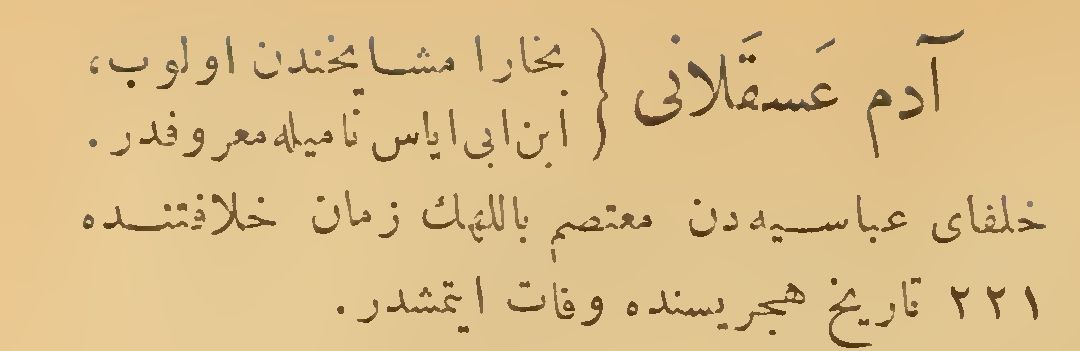 آدم عَسقَلانی { بخارا مشایخندن اولوب،
ابن ابی ایاس نامیله معروفدر.
خلفای عباسیه‌دن معتصم باللهك زمان خلافتنده
٢٢١ تاریخ هجریسنده وفات ایتمشدر.